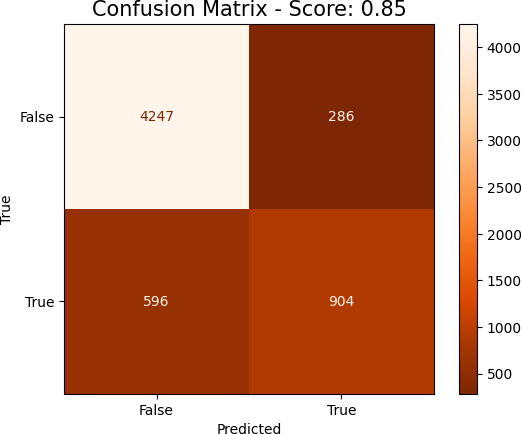 Confusion Matrix - Score: 0.85
True
False
4247
286
True
596
904
False
True
Predicted
4000
3500
3000
2500
2000
1500
1000
500